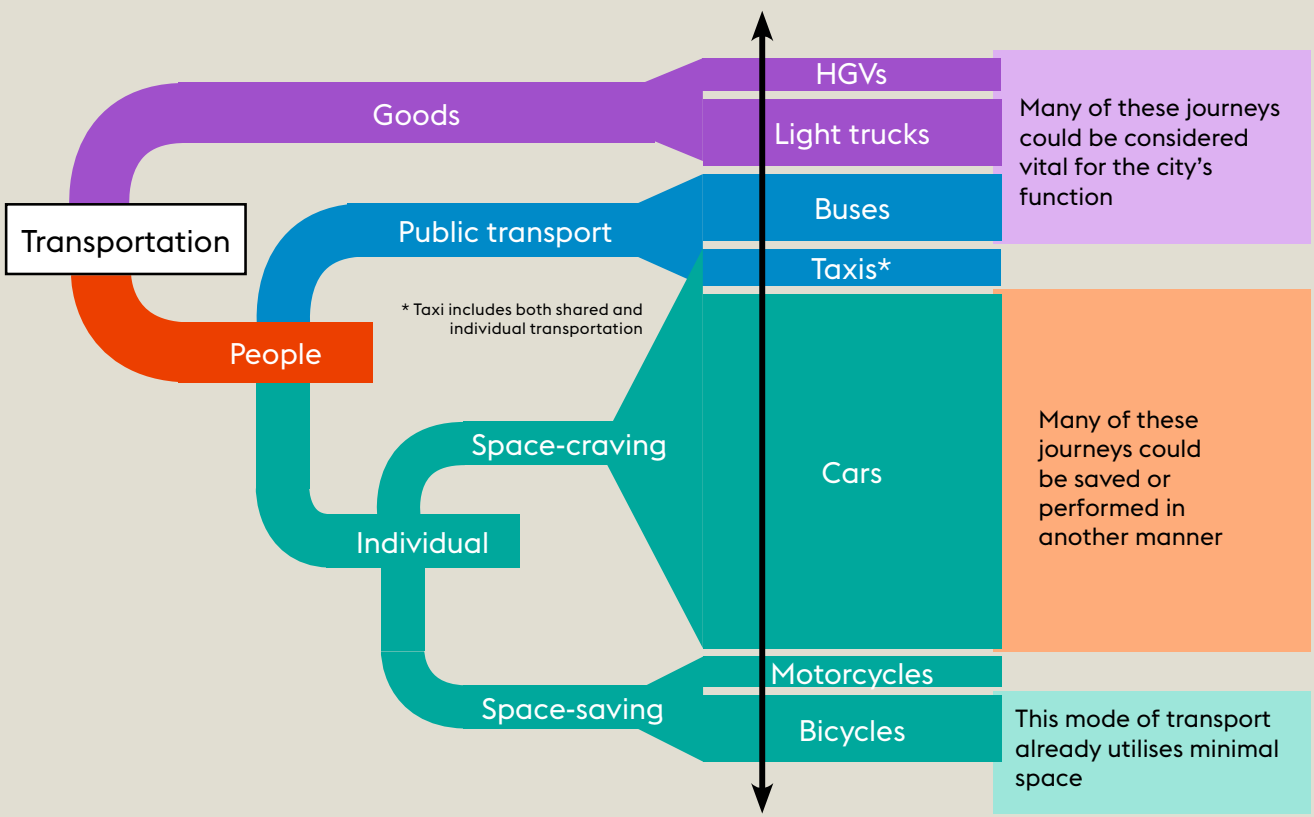 Transportation
Goods
People
Public transport
* Taxi includes both shared and
individual transportation
Individual
Space-craving
Space-saving
HGVs
Light trucks
Buses
Taxis*
Cars
Motorcycles
Bicycles
Many of these journeys
could be considered
vital for the city’s
function
Many of these
journeys could
be saved or
performed in
another manner
This mode of transport
already utilises minimal
space